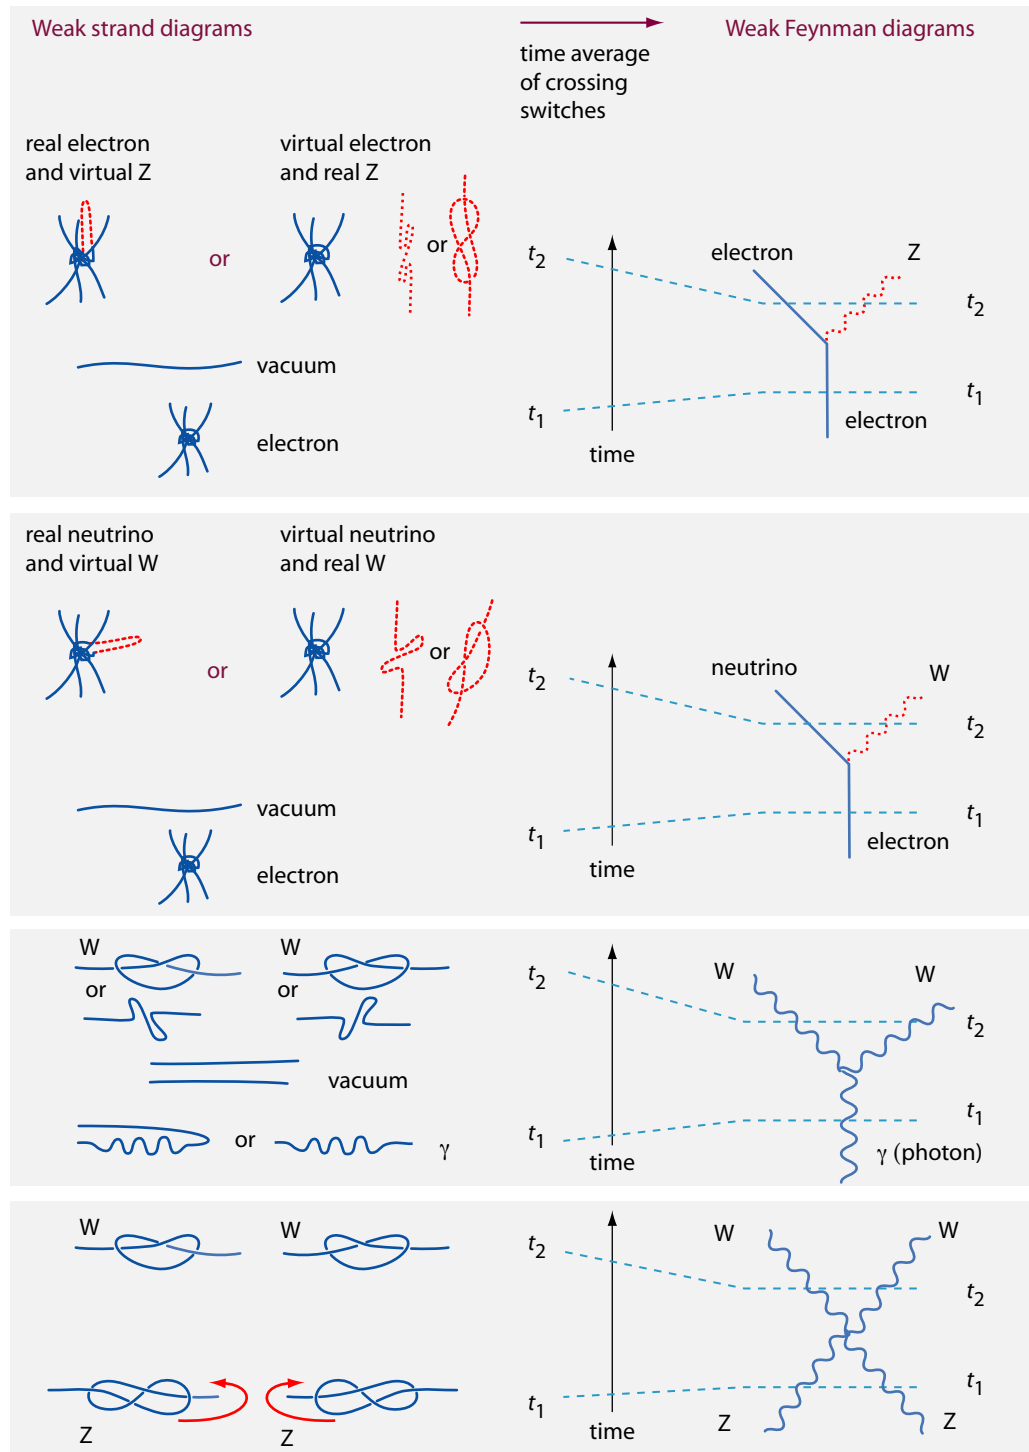 Weak strand diagrams
Weak Feynman diagrams
time average
of crossing
switches
real electron
and virtual Z
virtual electron
and real Z
or
or
vacuum
electron
t2
t1
time
electron
Z
t2
t1
electron
real neutrino
and virtual W
virtual neutrino
and real W
or
or
vacuum
electron
t2
t1
time
neutrino
W
t2
t1
electron
W
W
or
or
vacuum
or
γ
t2
t1
time
W
W
t2
t1
γ (photon)
W
W
Z
Z
t2
t1
time
W
W
t2
t1
Z
Z